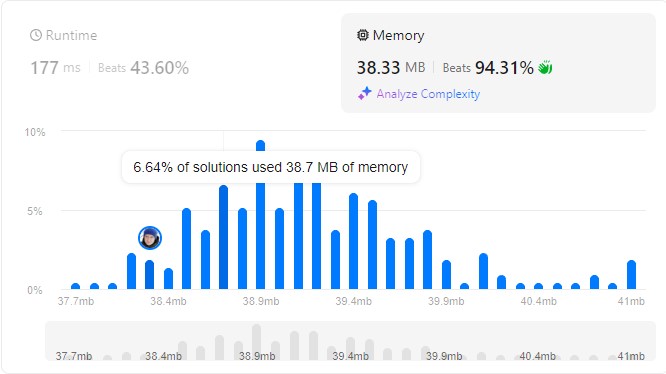 Runtime
Memory
177 ms | Beats 43.60%
38.33 MB | Beats 94.31%
Analyze Complexity
10%
6.64% of solutions used 38.7 MB of memory
5%
0%
37.7mb 38.4mb 38.9mb 39.4mb 39.9mb 40.4mb 41mb
37.7mb 38.4mb 38.9mb 39.4mb 39.9mb 40.4mb 41mb